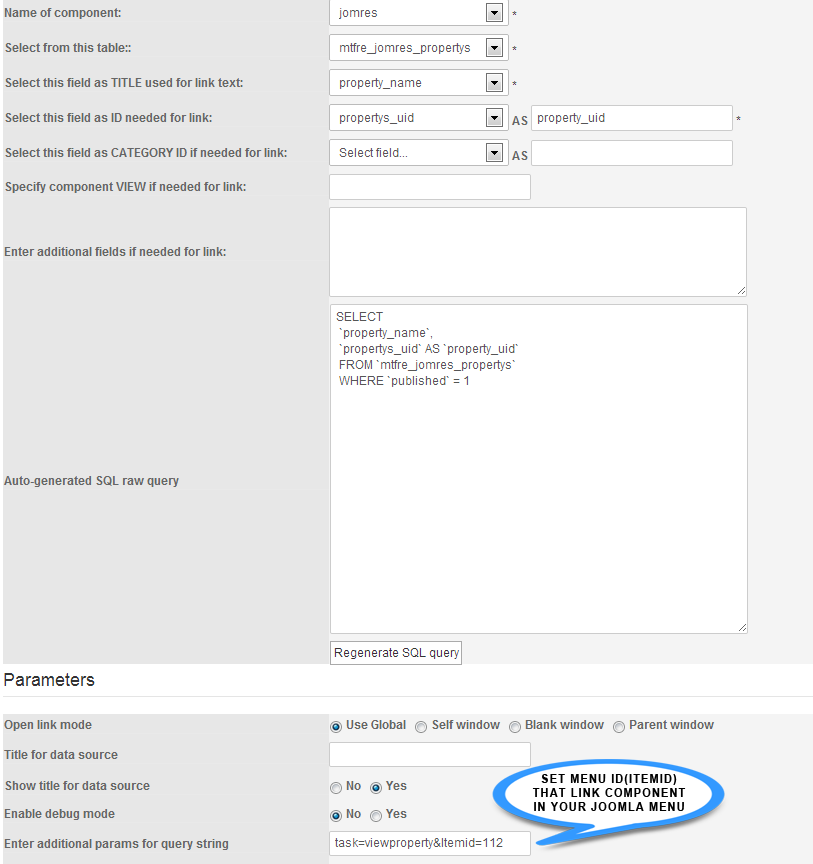 Name of component: jomres *
Select from this table:: mtfre_jomres_propertys *
Select this field as TITLE used for link text: property_name *
Select this field as ID needed for link: propertys_uid AS property_uid *
Select this field as CATEGORY ID if needed for link: Select field... AS
Specify component VIEW if needed for link:
Enter additional fields if needed for link:
SELECT
`property_name`,
`propertys_uid` AS `property_uid`
FROM `mtfre_jomres_propertys`
WHERE `published` = 1
Auto-generated SQL raw query
Regenerate SQL query
Parameters
Open link mode Use Global Self window Blank window Parent window
Title for data source
Show title for data source No Yes
Enable debug mode No Yes
Enter additional params for query string task=viewproperty&Itemid=112
SET MENU ID(ITEMID)
THAT LINK COMPONENT
IN YOUR JOOMLA MENU